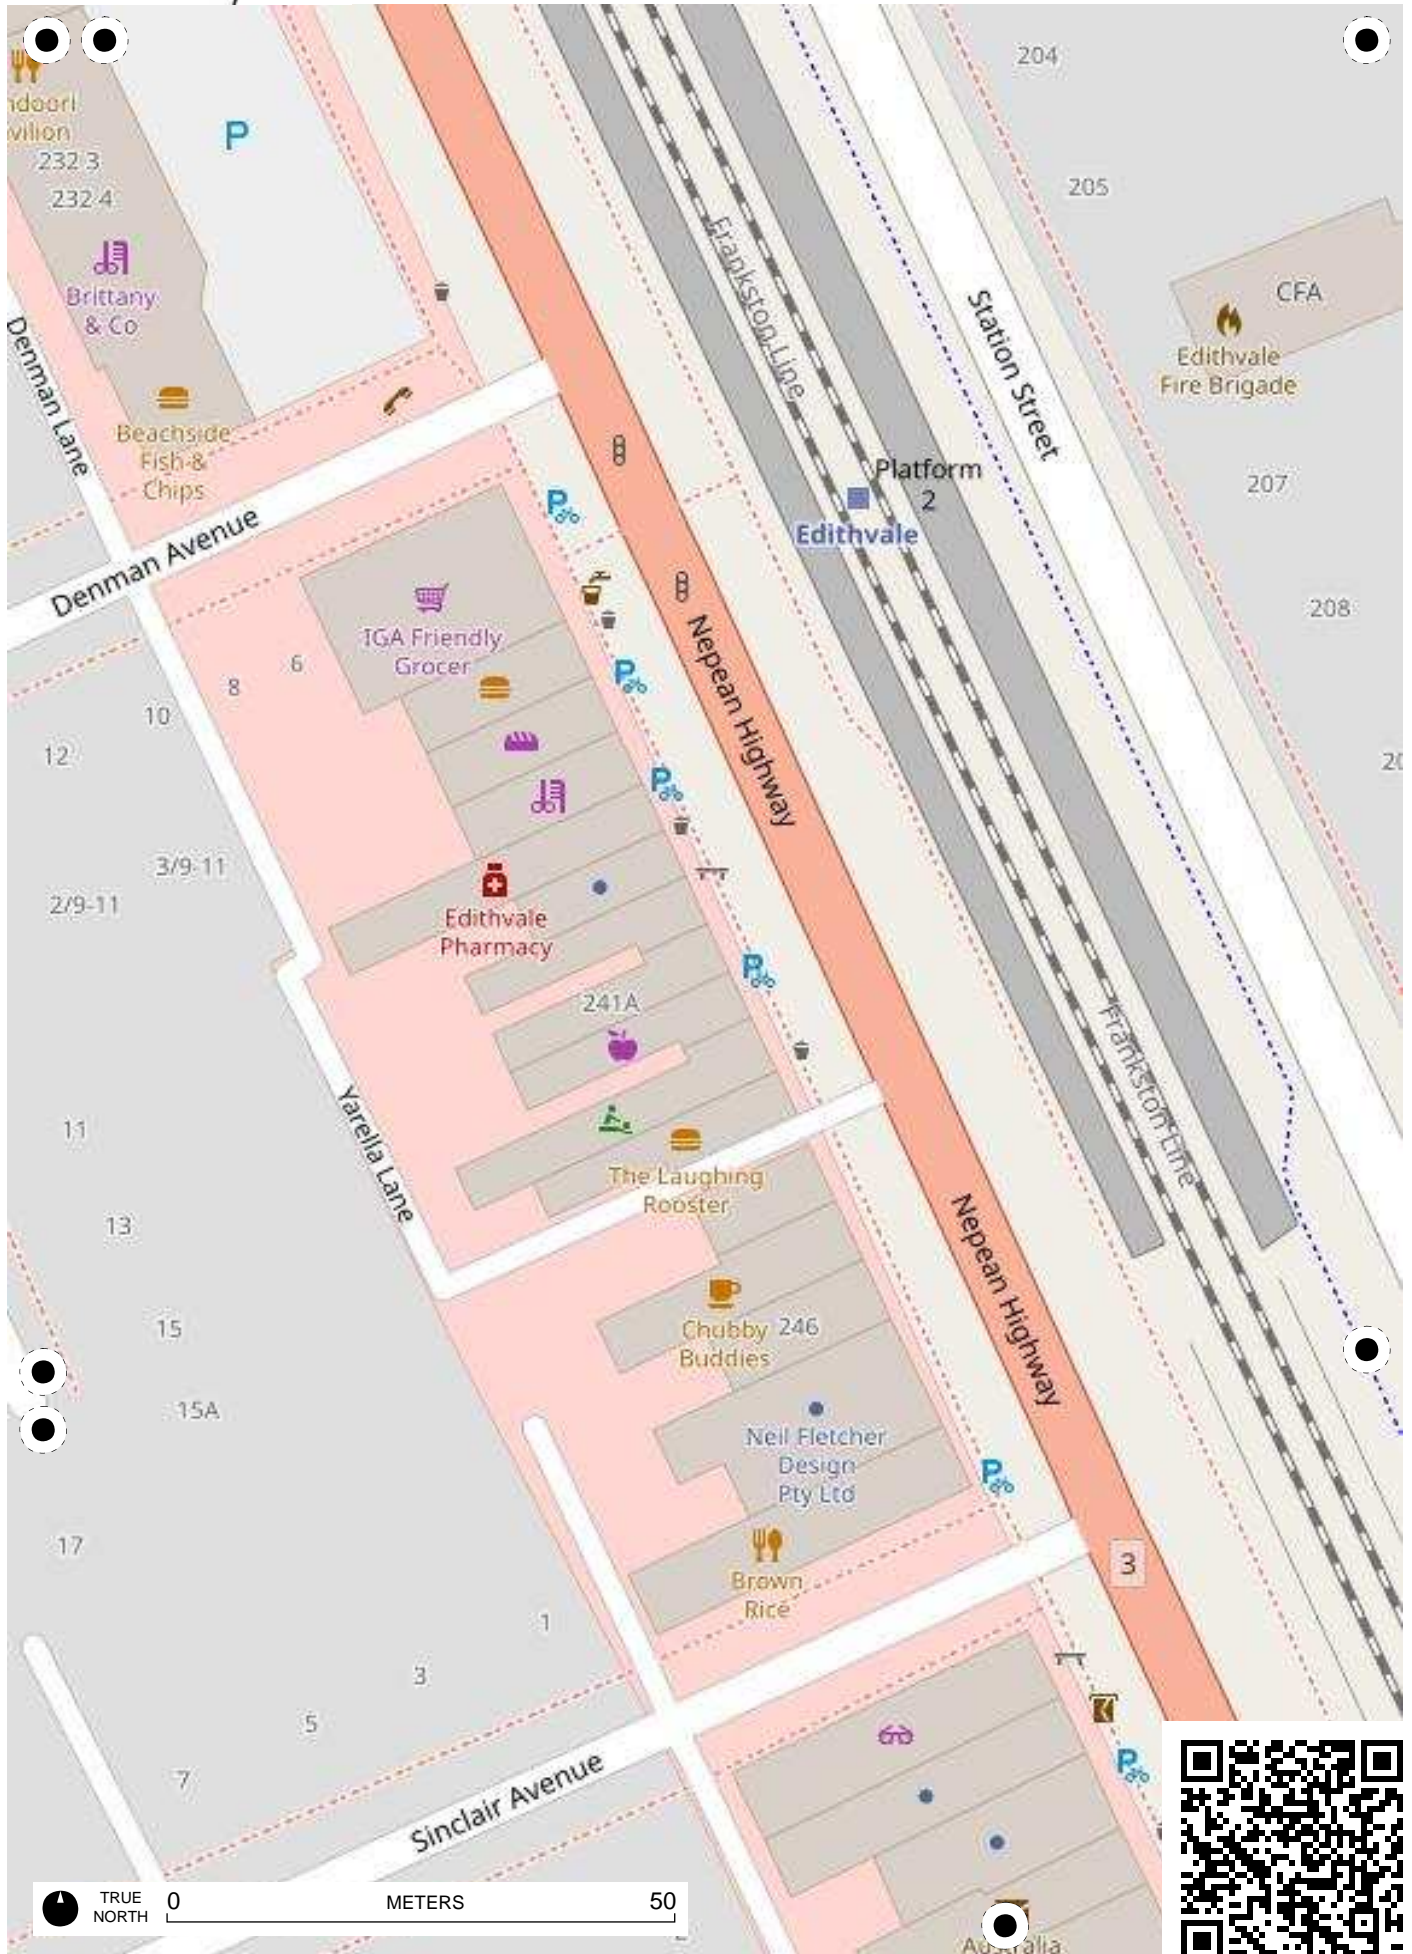 232 3
232 4
P
Brittany
& Co
Denman Lane
Beachside
Fish &
Chips
Denman Avenue
204
205
CFA
Edithvale
Fire Brigade
Station Street
Frankston Line
Platform
2
Edithvale
207
208
P
IGA Friendly
Grocer
6
8
10
12
P
Nepean Highway
P
3/9-11
2/9-11
Edithvale
Pharmacy
P
241A
Frankston Line
Yarella Lane
11
13
The Laughing
Rooster
Nepean Highway
15
15A
Chubby
Buddies
246
Neil Fletcher
Design
Pty Ltd
P
17
Brown
Rice
3
1
3
5
7
Sinclair Avenue
P
TRUE
NORTH
0
METERS
50